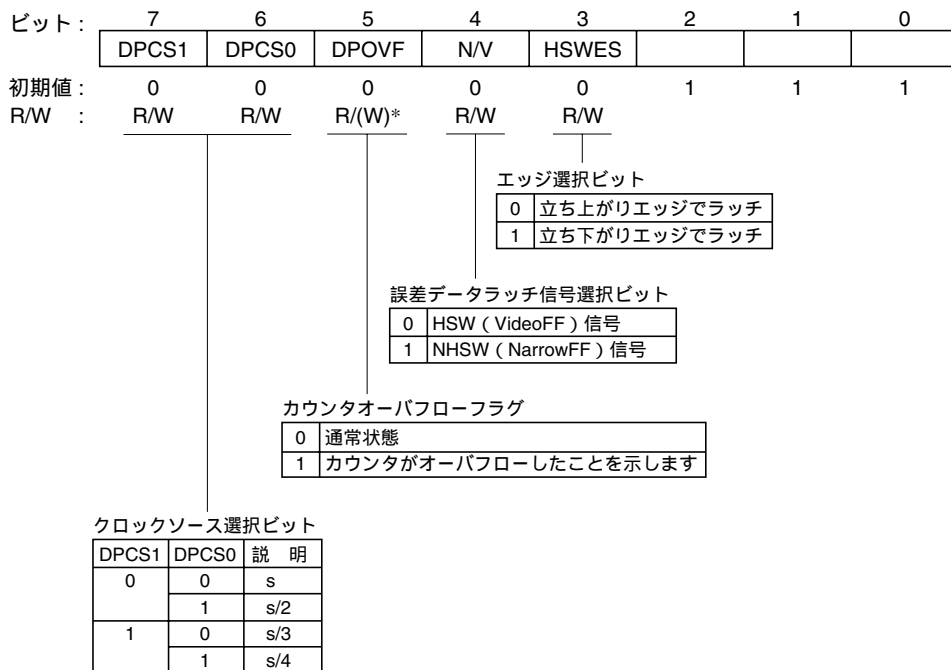 ビット : 7 6 5 4 3 2 1 0
DPCS1 DPCS0 DPOVF N/V HSWES
初期値 : 0 0 0 0 0 1 1 1
R/W : R/W R/W R/(W)* R/W R/W
エッジ選択ビット
0 立ち上がりエッジでラッチ
1 立ち下がりエッジでラッチ
誤差データラッチ信号選択ビット
0 HSW（VideoFF）信号
1 NHSW（NarrowFF）信号
カウンタオーバフローフラグ
0 通常状態
1 カウンタがオーバフローしたことを示します
クロックソース選択ビット
DPCS1 DPCS0 説 明
0 0 s
1 s/2
1 0 s/3
1 s/4